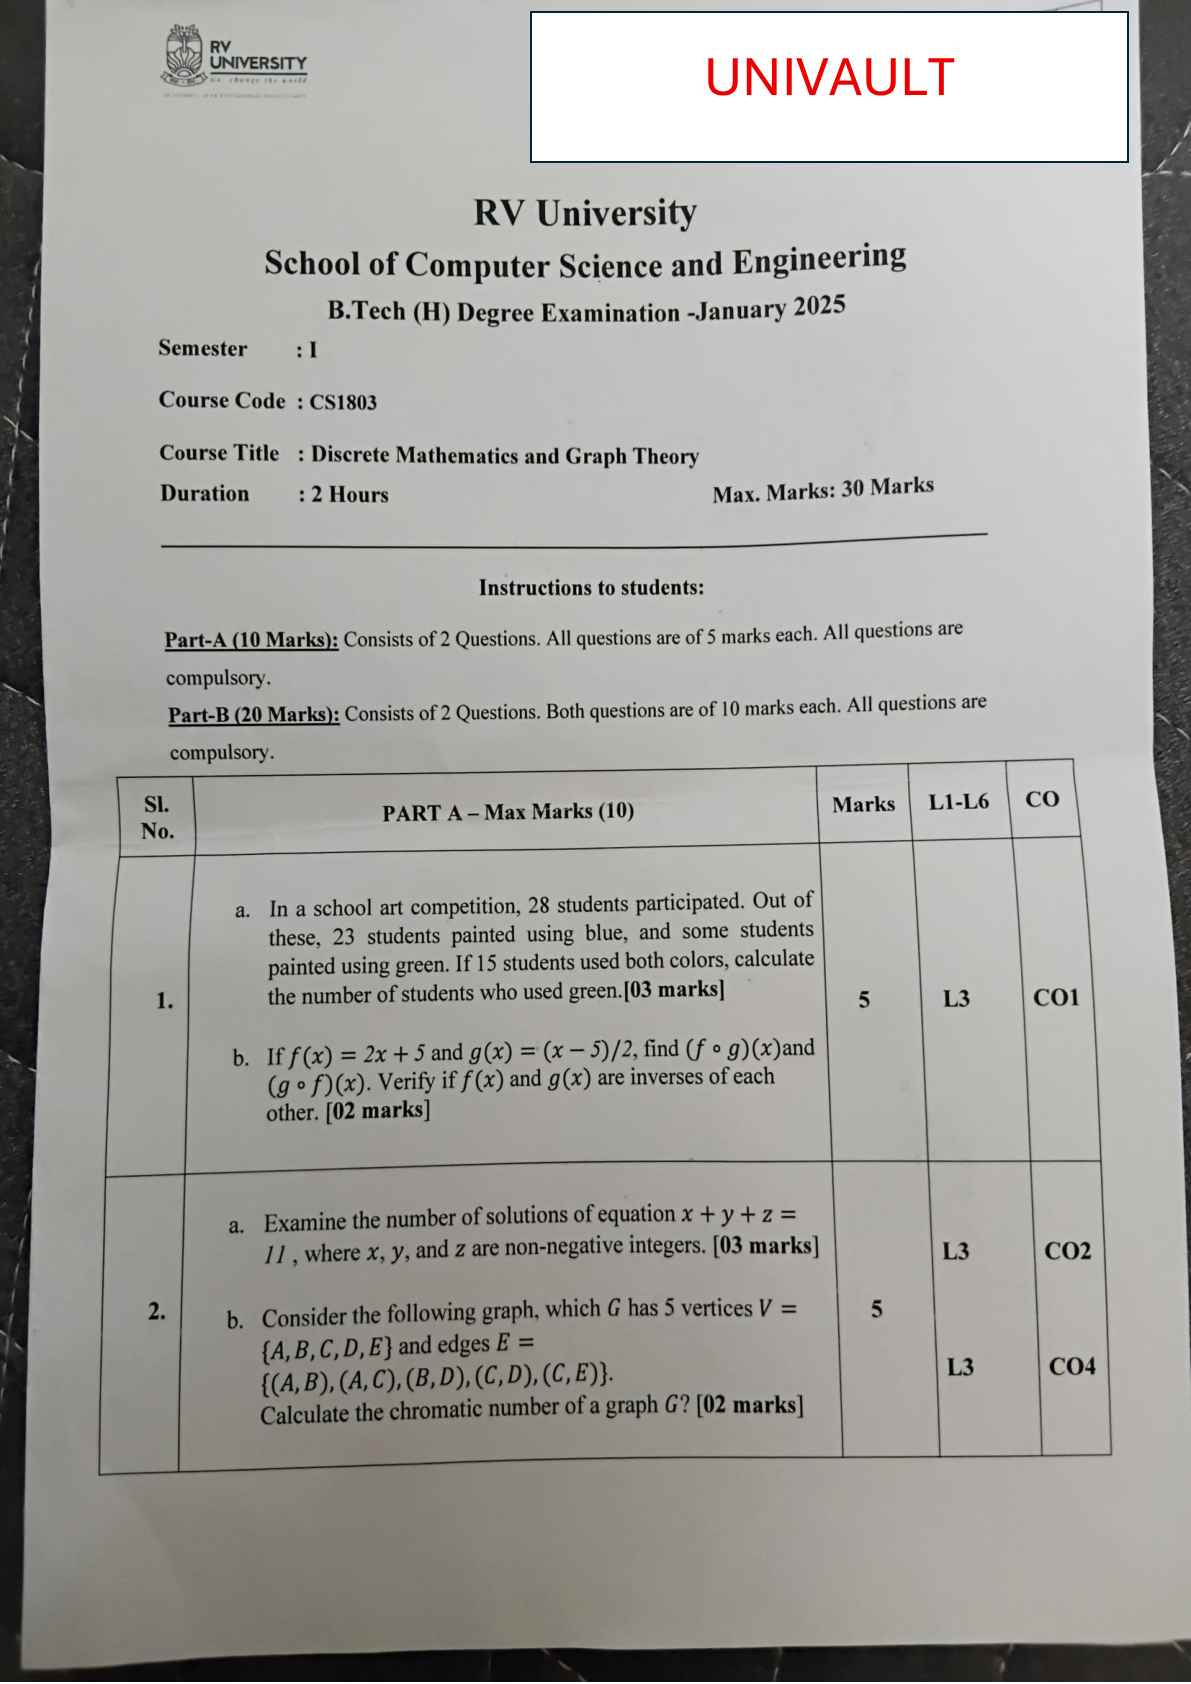 RV
UNIVERSITY
Go, change the world
UNIVAULT
RV University
School of Computer Science and Engineering
B.Tech (H) Degree Examination -January 2025
Semester : I
Course Code : CS1803
Course Title : Discrete Mathematics and Graph Theory
Duration : 2 Hours Max. Marks: 30 Marks
Instructions to students:
Part-A (10 Marks): Consists of 2 Questions. All questions are of 5 marks each. All questions are
compulsory.
Part-B (20 Marks): Consists of 2 Questions. Both questions are of 10 marks each. All questions are
compulsory.
Sl. No. PART A – Max Marks (10) Marks L1-L6 CO
a. In a school art competition, 28 students participated. Out of
these, 23 students painted using blue, and some students
painted using green. If 15 students used both colors, calculate
the number of students who used green.[03 marks]
1. 5 L3 CO1
b. If f(x) = 2x + 5 and g(x) = (x − 5)/2, find (f ∘ g)(x)and
(g ∘ f)(x). Verify if f(x) and g(x) are inverses of each
other. [02 marks]
a. Examine the number of solutions of equation x + y + z =
11 , where x, y, and z are non-negative integers. [03 marks]
L3 CO2
2. 5
b. Consider the following graph, which G has 5 vertices V =
{A, B, C, D, E} and edges E =
{(A, B), (A, C), (B, D), (C, D), (C, E)}.
L3 CO4
Calculate the chromatic number of a graph G? [02 marks]